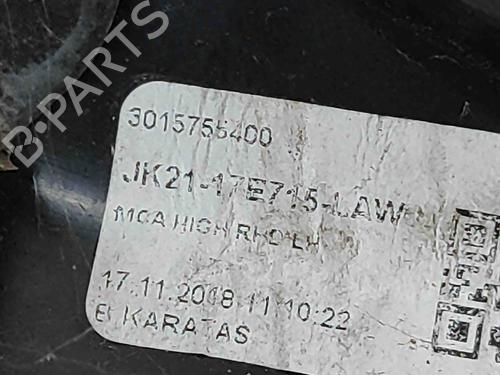 B-PARTS
3015755400
JK21-17E715-LAW
MCA HIGH RHD LH
17.11.2018 11:10:22
E KARATAS